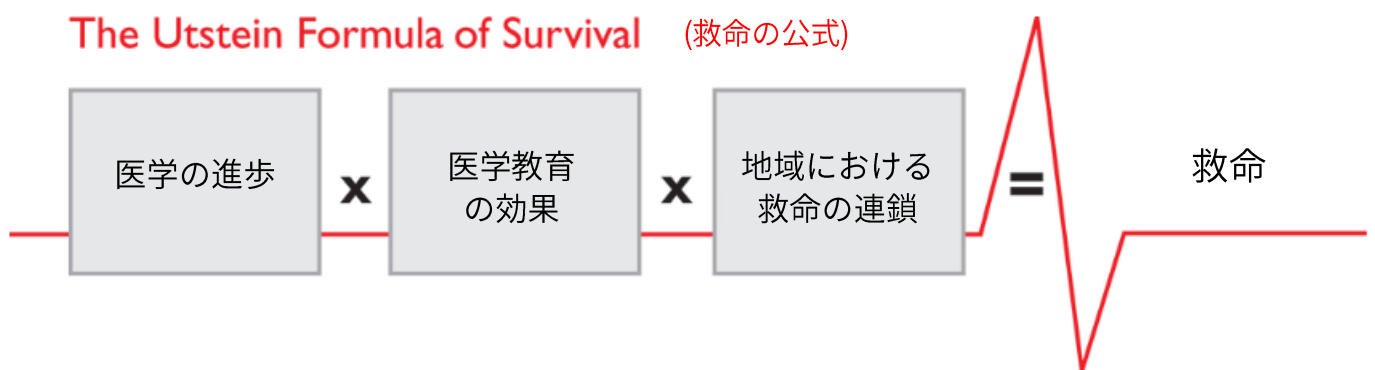 The Utstein Formula of Survival (救命の公式)
医学の進歩
x
医学教育
の効果
x
地域における
救命の連鎖
=
救命